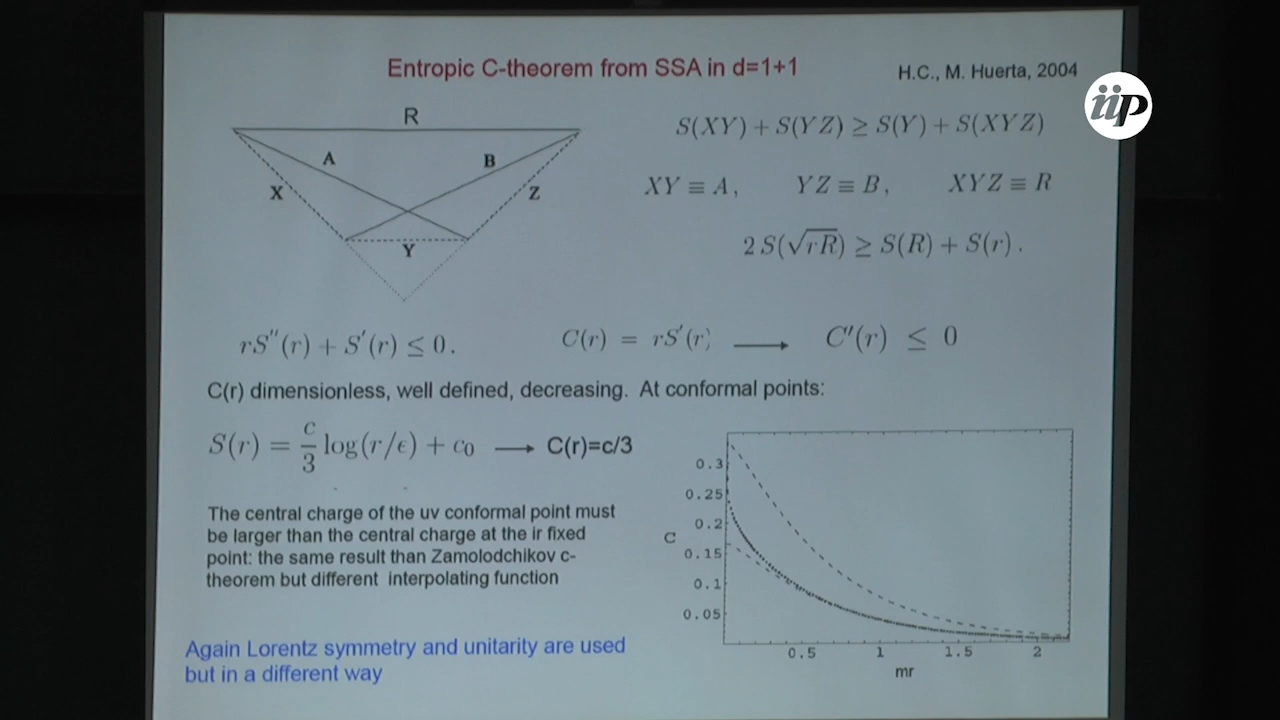 Entropic C-theorem from SSA in d=1+1
H.C., M. Huerta, 2004
iip
R
A
B
X
Z
Y
S(XY) + S(YZ) ≥ S(Y) + S(XYZ)
XY ≡ A, YZ ≡ B, XYZ ≡ R
2 S(√rR) ≥ S(R) + S(r) .
rS''(r) + S'(r) ≤ 0. C(r) = rS'(r) ⟶ C'(r) ≤ 0
C(r) dimensionless, well defined, decreasing. At conformal points:
S(r) = c/3 log(r/ϵ) + c₀ ⟶ C(r)=c/3
The central charge of the uv conformal point must
be larger than the central charge at the ir fixed
point: the same result than Zamolodchikov c-
theorem but different interpolating function
Again Lorentz symmetry and unitarity are used
but in a different way
0.3
0.25
0.2
C
0.15
0.1
0.05
0.5 1 1.5 2
mr